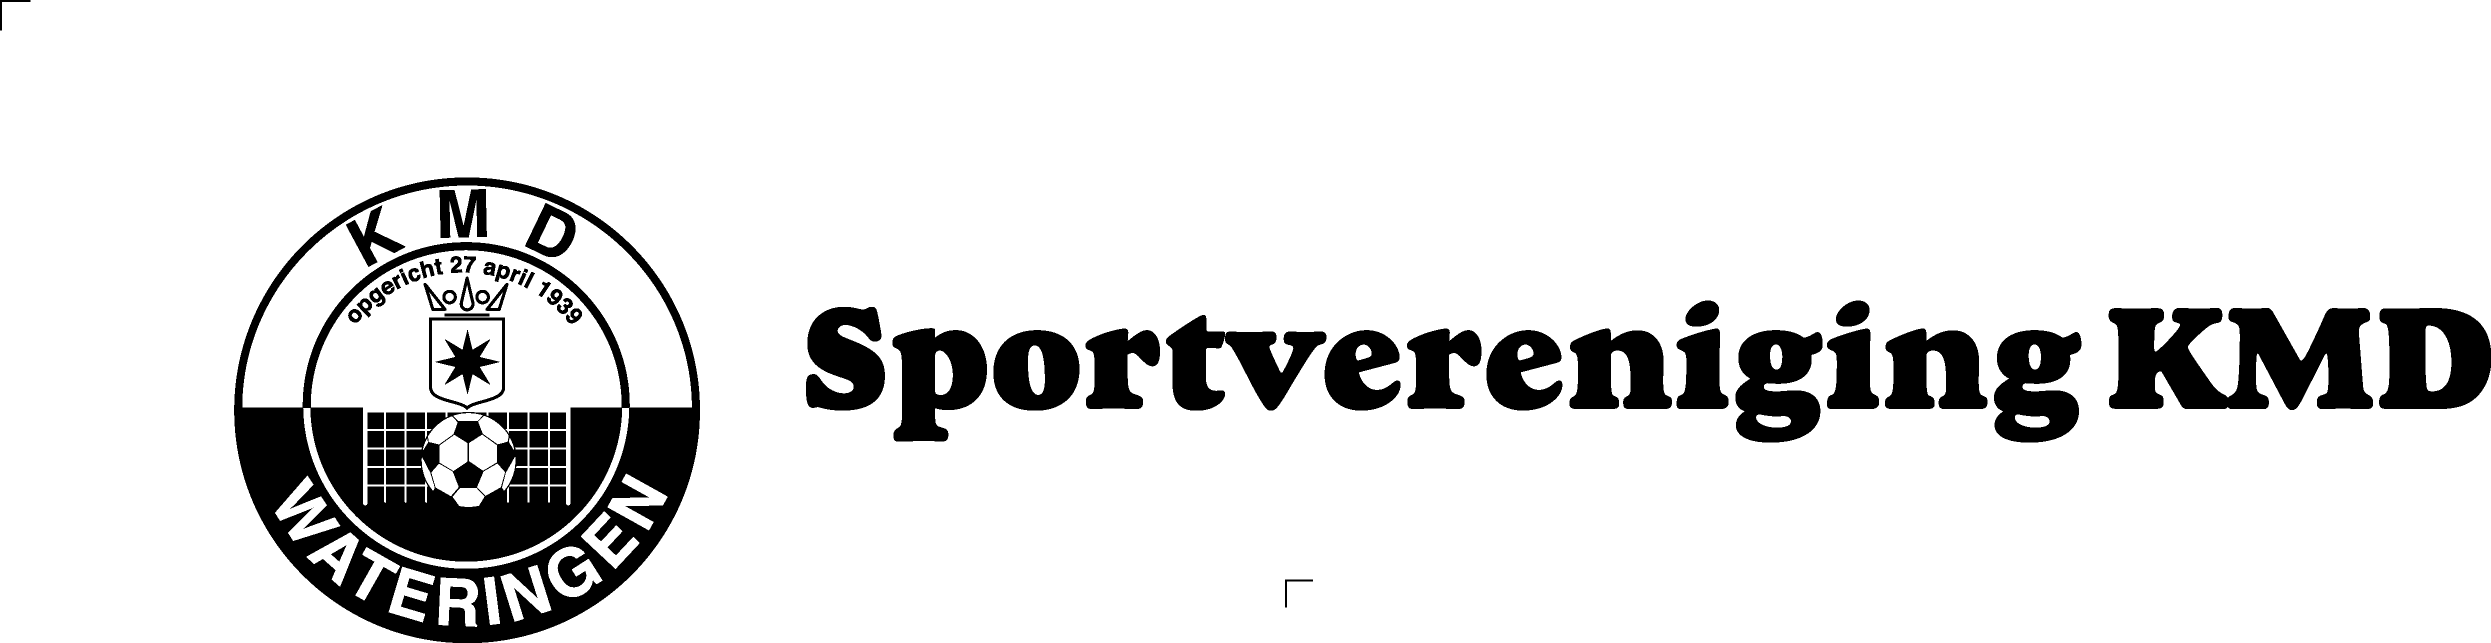 K M D
opgericht 27 april 1939
WATERINGEN
Sportvereniging KMD